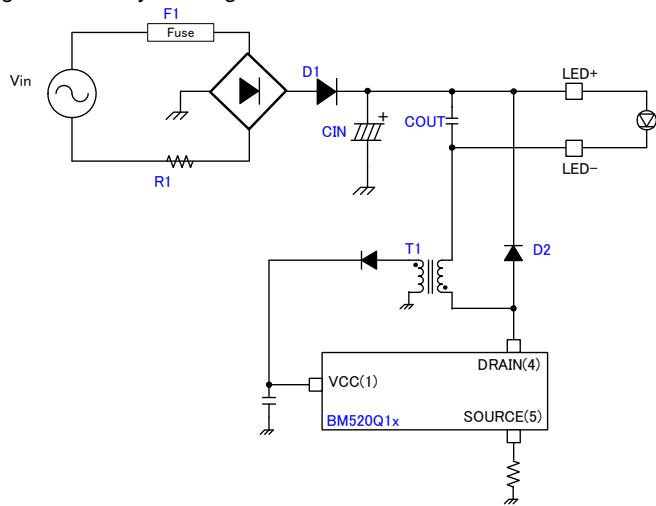 F1
Fuse
Vin
D1
LED+
CIN
+
COUT
R1
LED−
T1
D2
DRAIN(4)
VCC(1)
SOURCE(5)
BM520Q1x